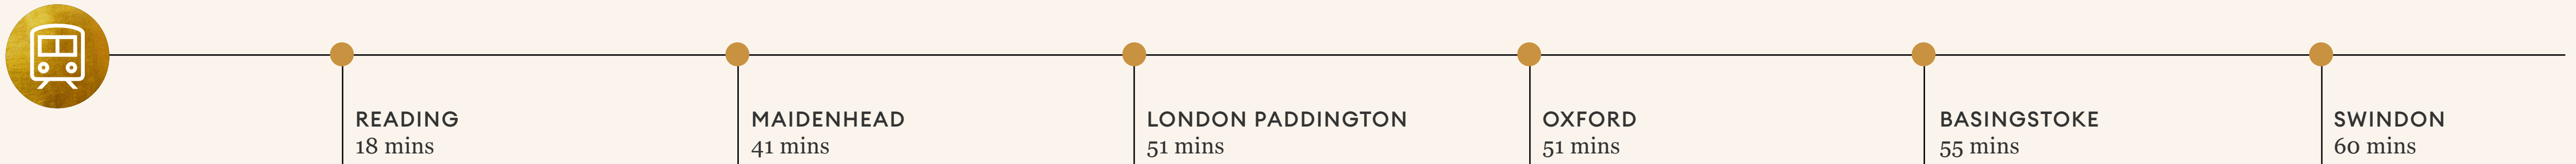 READING
18 mins
MAIDENHEAD
41 mins
LONDON PADDINGTON
51 mins
OXFORD
51 mins
BASINGSTOKE
55 mins
SWINDON
60 mins